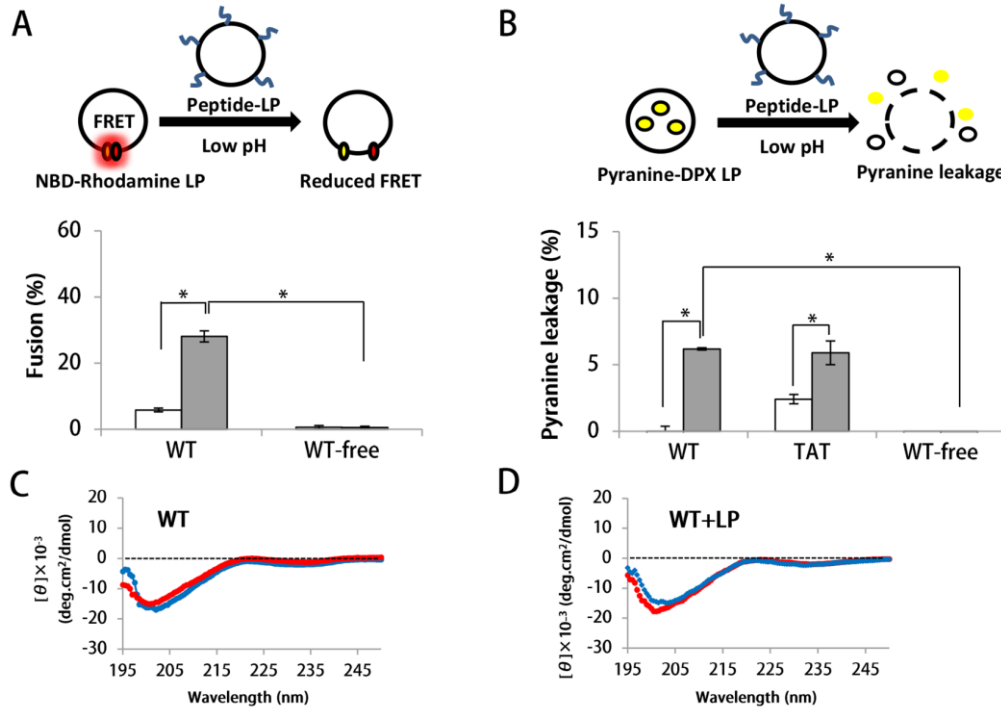 A
FRET
Peptide-LP
Low pH
NBD-Rhodamine LP
Reduced FRET
Fusion (%)
60
40
20
0
*
*
WT
WT-free
B
Peptide-LP
Low pH
Pyranine-DPX LP
Pyranine leakage
Pyranine leakage (%)
15
10
5
0
*
*
*
WT
TAT
WT-free
C
WT
[θ]×10⁻³
(deg.cm²/dmol)
20
10
0
-10
-20
-30
195
205
215
225
235
245
Wavelength (nm)
D
WT+LP
[θ]×10⁻³ (deg.cm²/dmol)
20
10
0
-10
-20
-30
195
205
215
225
235
245
Wavelength (nm)